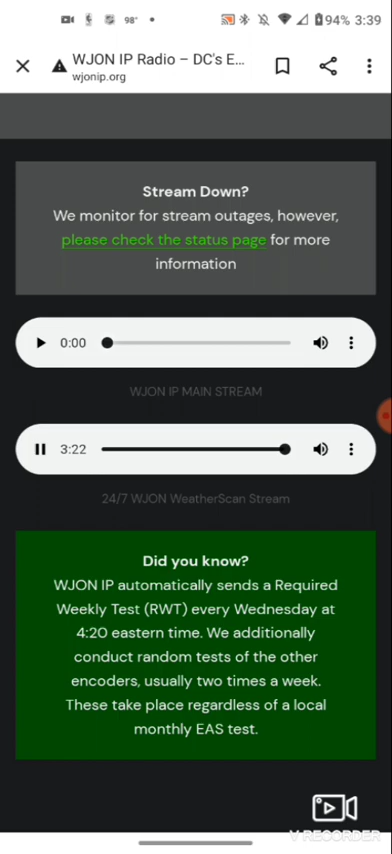 98° 94% 3:39
WJON IP Radio – DC's E...
wjonip.org
Stream Down?
We monitor for stream outages, however,
please check the status page for more
information
0:00
WJON IP MAIN STREAM
3:22
24/7 WJON WeatherScan Stream
Did you know?
WJON IP automatically sends a Required
Weekly Test (RWT) every Wednesday at
4:20 eastern time. We additionally
conduct random tests of the other
encoders, usually two times a week.
These take place regardless of a local
monthly EAS test.
V RECORDER